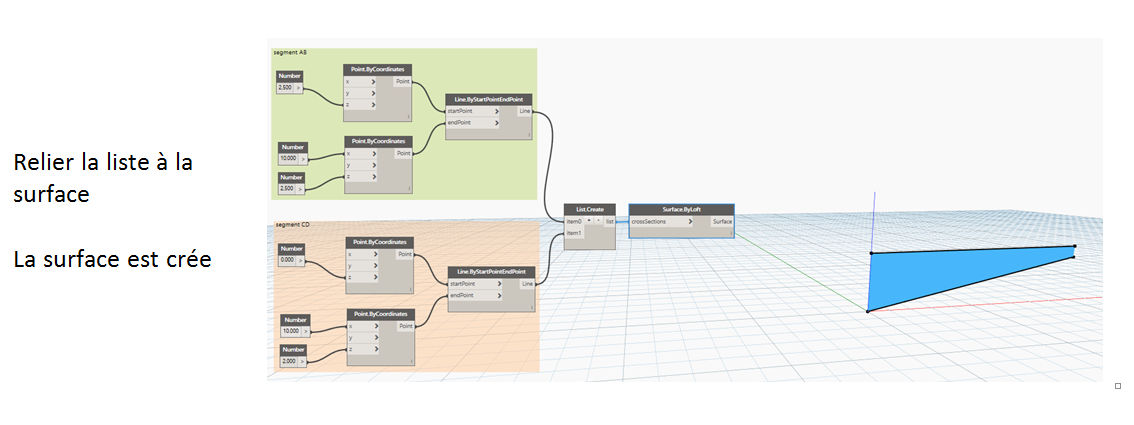 Relier la liste à la
surface
La surface est crée
segment AB
Number
2.500 >
Point.ByCoordinates
x > Point
y >
z >
Number
10.000 >
Number
2.500 >
Point.ByCoordinates
x > Point
y >
z >
Line.ByStartPointEndPoint
startPoint > Line
endPoint >
segment CD
Number
0.000 >
Point.ByCoordinates
x > Point
y >
z >
Number
10.000 >
Number
2.000 >
Point.ByCoordinates
x > Point
y >
z >
Line.ByStartPointEndPoint
startPoint > Line
endPoint >
List.Create
item0 + - list
item1
Surface.ByLoft
crossSections > Surface